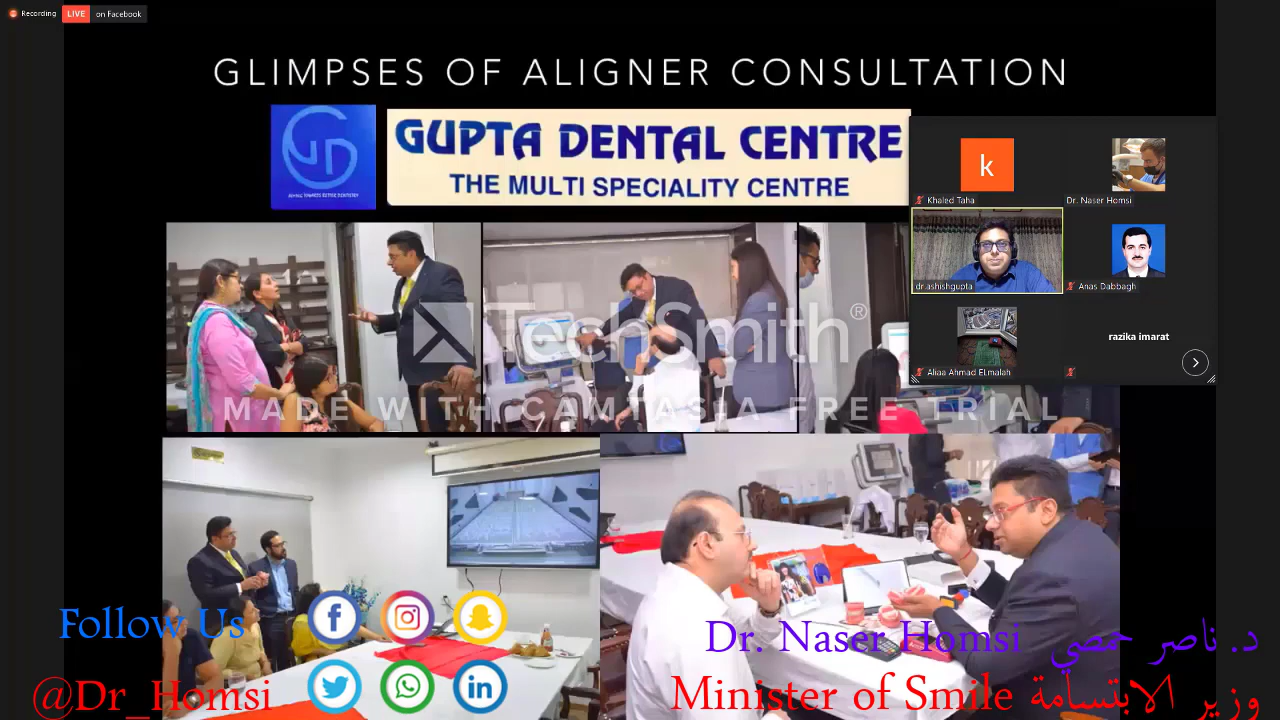 Recording
LIVE on Facebook
GLIMPSES OF ALIGNER CONSULTATION
GD
GUPTA DENTAL CENTRE
THE MULTI SPECIALITY CENTRE
k
Khaled Taha
Dr. Naser Homsi
dr.ashishgupta
Anas Dabbagh
Aliaa Ahmad ELmalah
razika imarat
TechSmith®
MADE WITH CAMTASIA FREE TRIAL
Follow Us
@Dr_Homsi
Dr. Naser Homsi د. ناصر حمصي
Minister of Smile وزير الابتسامة